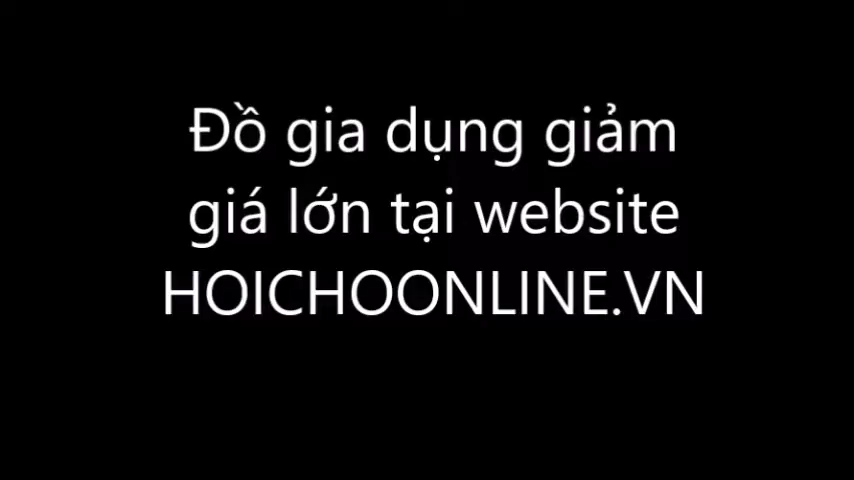 Đồ gia dụng giảm
giá lớn tại website
HOICHOONLINE.VN